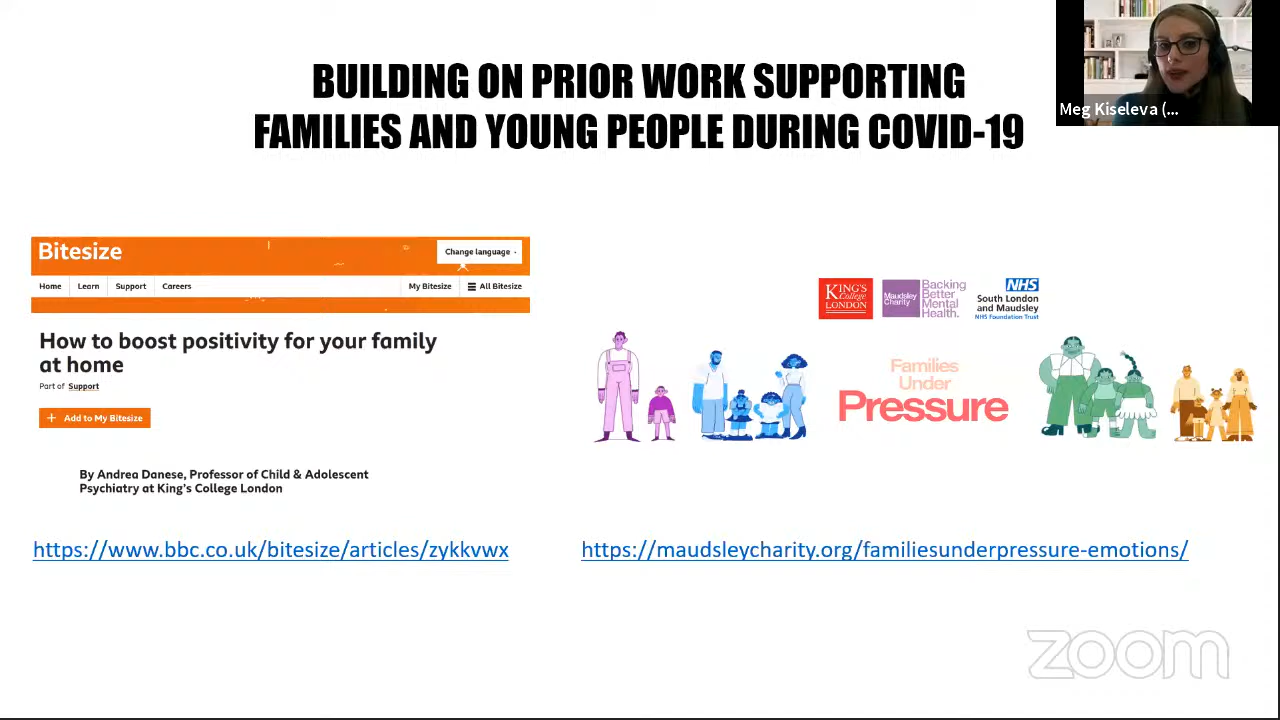 BUILDING ON PRIOR WORK SUPPORTING
FAMILIES AND YOUNG PEOPLE DURING COVID-19
Meg Kiseleva (...
Bitesize
Change language
Home Learn Support Careers My Bitesize All Bitesize
How to boost positivity for your family
at home
Part of Support
+ Add to My Bitesize
By Andrea Danese, Professor of Child & Adolescent
Psychiatry at King's College London
https://www.bbc.co.uk/bitesize/articles/zykkvwx
KING'S
College
LONDON
Maudsley
Charity
Backing
Better
Mental
Health.
NHS
South London
and Maudsley
NHS Foundation Trust
Families
Under
Pressure
https://maudsleycharity.org/familiesunderpressure-emotions/
zoom